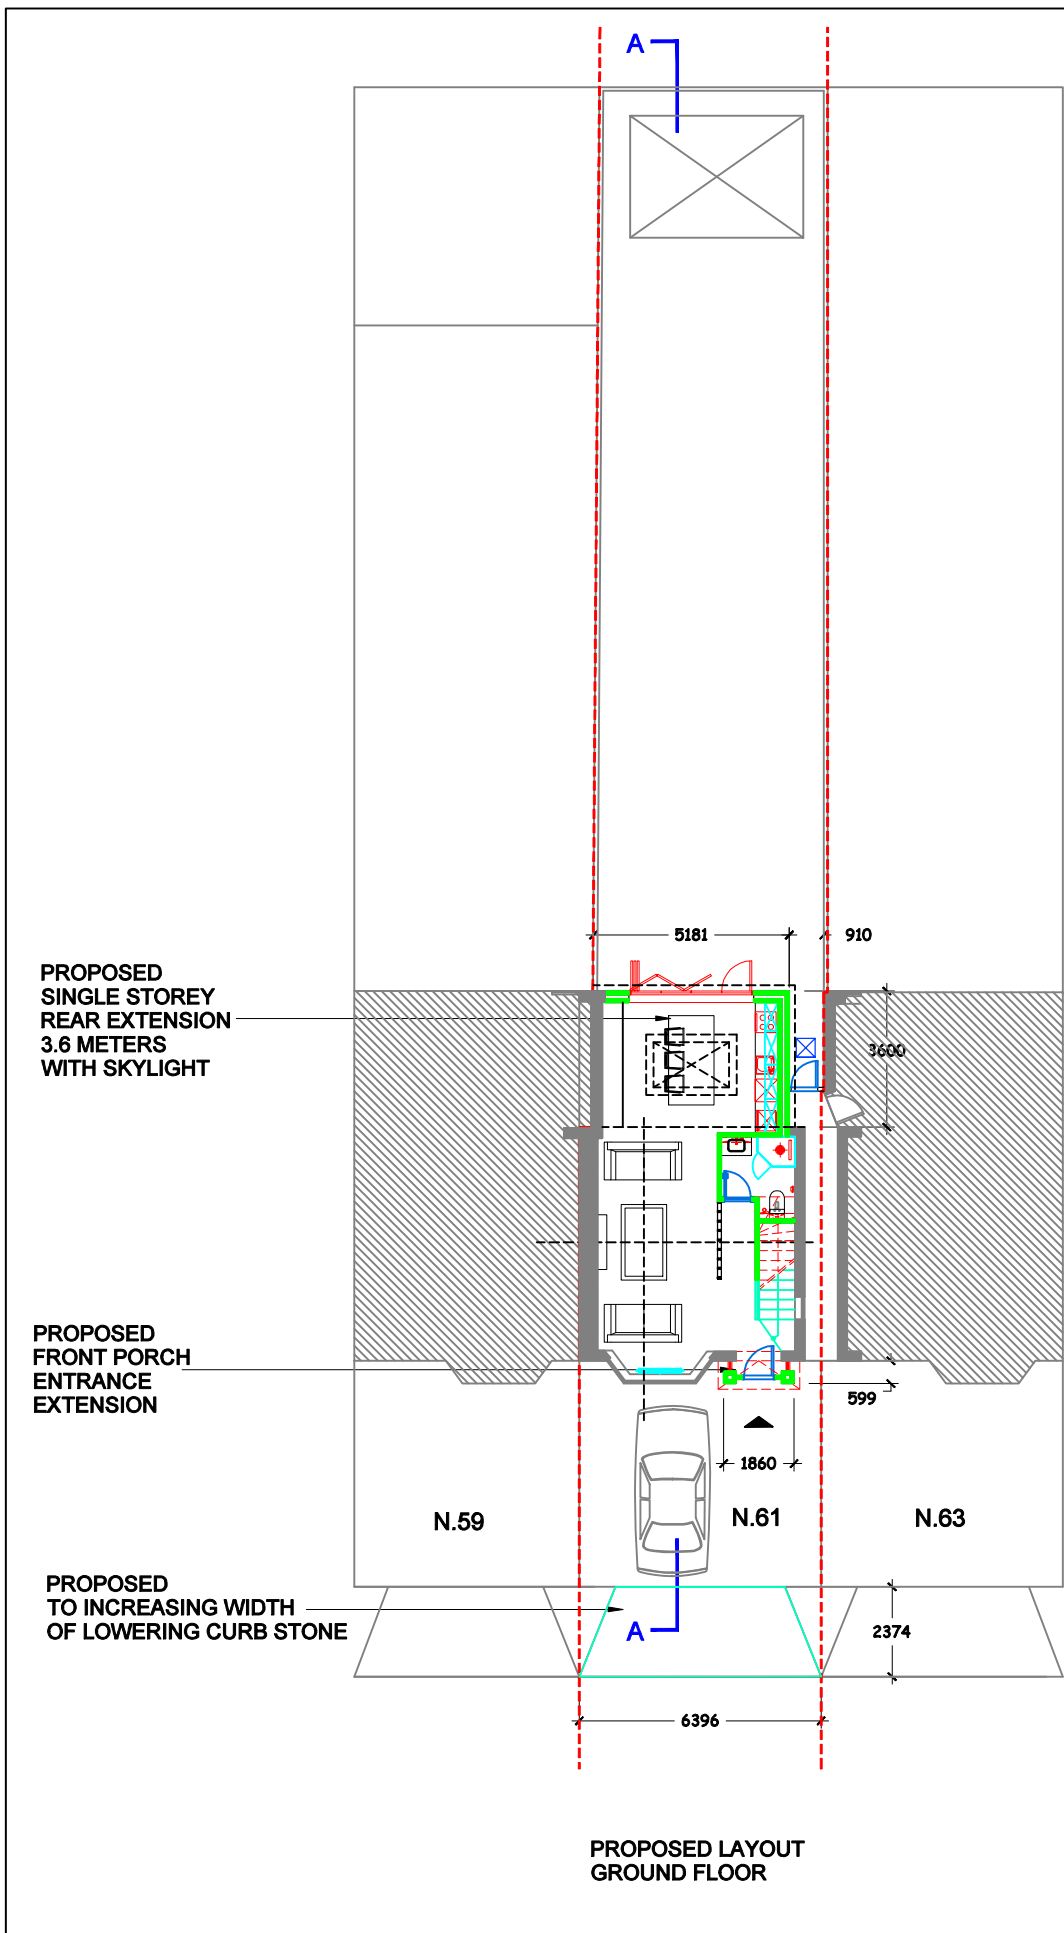 A
5181
910
PROPOSED
SINGLE STOREY
REAR EXTENSION
3.6 METERS
WITH SKYLIGHT
3600
PROPOSED
FRONT PORCH
ENTRANCE
EXTENSION
599
1860
N.59
N.61
N.63
PROPOSED
TO INCREASING WIDTH
OF LOWERING CURB STONE
A
2374
6396
PROPOSED LAYOUT
GROUND FLOOR